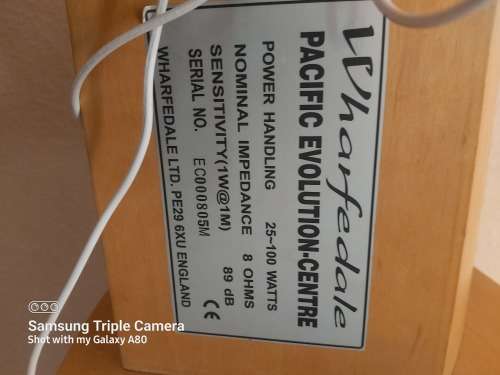 Wharfedale
PACIFIC EVOLUTION-CENTRE
POWER HANDLING 25~100 WATTS
NOMINAL IMPEDANCE 8 OHMS
SENSITIVITY(1W@1M) 89 dB
SERIAL NO. EC000805M CE
WHARFEDALE LTD. PE29 6XU ENGLAND
Samsung Triple Camera
Shot with my Galaxy A80